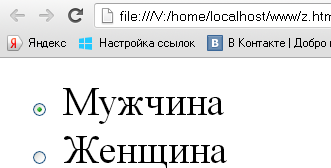 file:///V:/home/localhost/www/z.htm
Яндекс Настройка ссылок В Контакте | Добро
Мужчина
Женщина